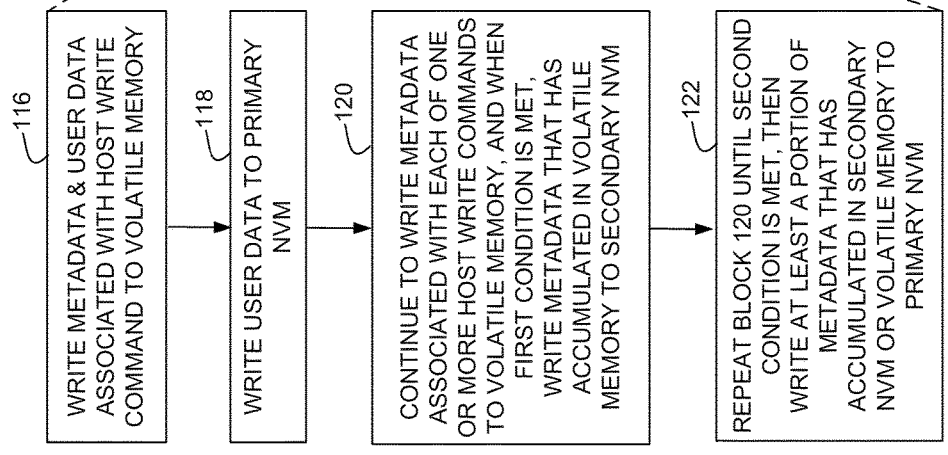 116
WRITE METADATA & USER DATA
ASSOCIATED WITH HOST WRITE
COMMAND TO VOLATILE MEMORY
118
WRITE USER DATA TO PRIMARY
NVM
120
CONTINUE TO WRITE METADATA
ASSOCIATED WITH EACH OF ONE
OR MORE HOST WRITE COMMANDS
TO VOLATILE MEMORY, AND WHEN
FIRST CONDITION IS MET,
WRITE METADATA THAT HAS
ACCUMULATED IN VOLATILE
MEMORY TO SECONDARY NVM
122
REPEAT BLOCK 120 UNTIL SECOND
CONDITION IS MET, THEN
WRITE AT LEAST A PORTION OF
METADATA THAT HAS
ACCUMULATED IN SECONDARY
NVM OR VOLATILE MEMORY TO
PRIMARY NVM